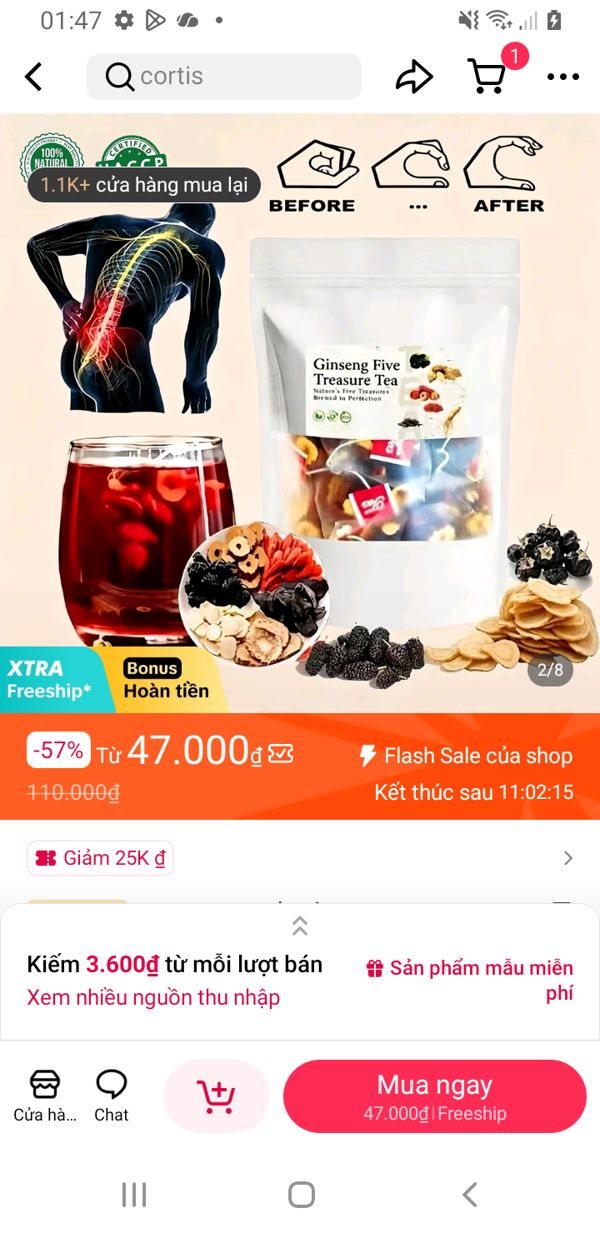 01:47
cortis
1
100%
NATURAL
CERTIFIED
HACCP
1.1K+ cửa hàng mua lại
BEFORE ... AFTER
Ginseng Five
Treasure Tea
Nature's Five Treasures
Brewed to Perfection
XTRA
Freeship*
Bonus
Hoàn tiền
2/8
-57% Từ 47.000₫
Flash Sale của shop
110.000₫
Kết thúc sau 11:02:15
Giảm 25K ₫
Kiếm 3.600₫ từ mỗi lượt bán
Xem nhiều nguồn thu nhập
Sản phẩm mẫu miễn
phí
Cửa hà...
Chat
Mua ngay
47.000₫ | Freeship